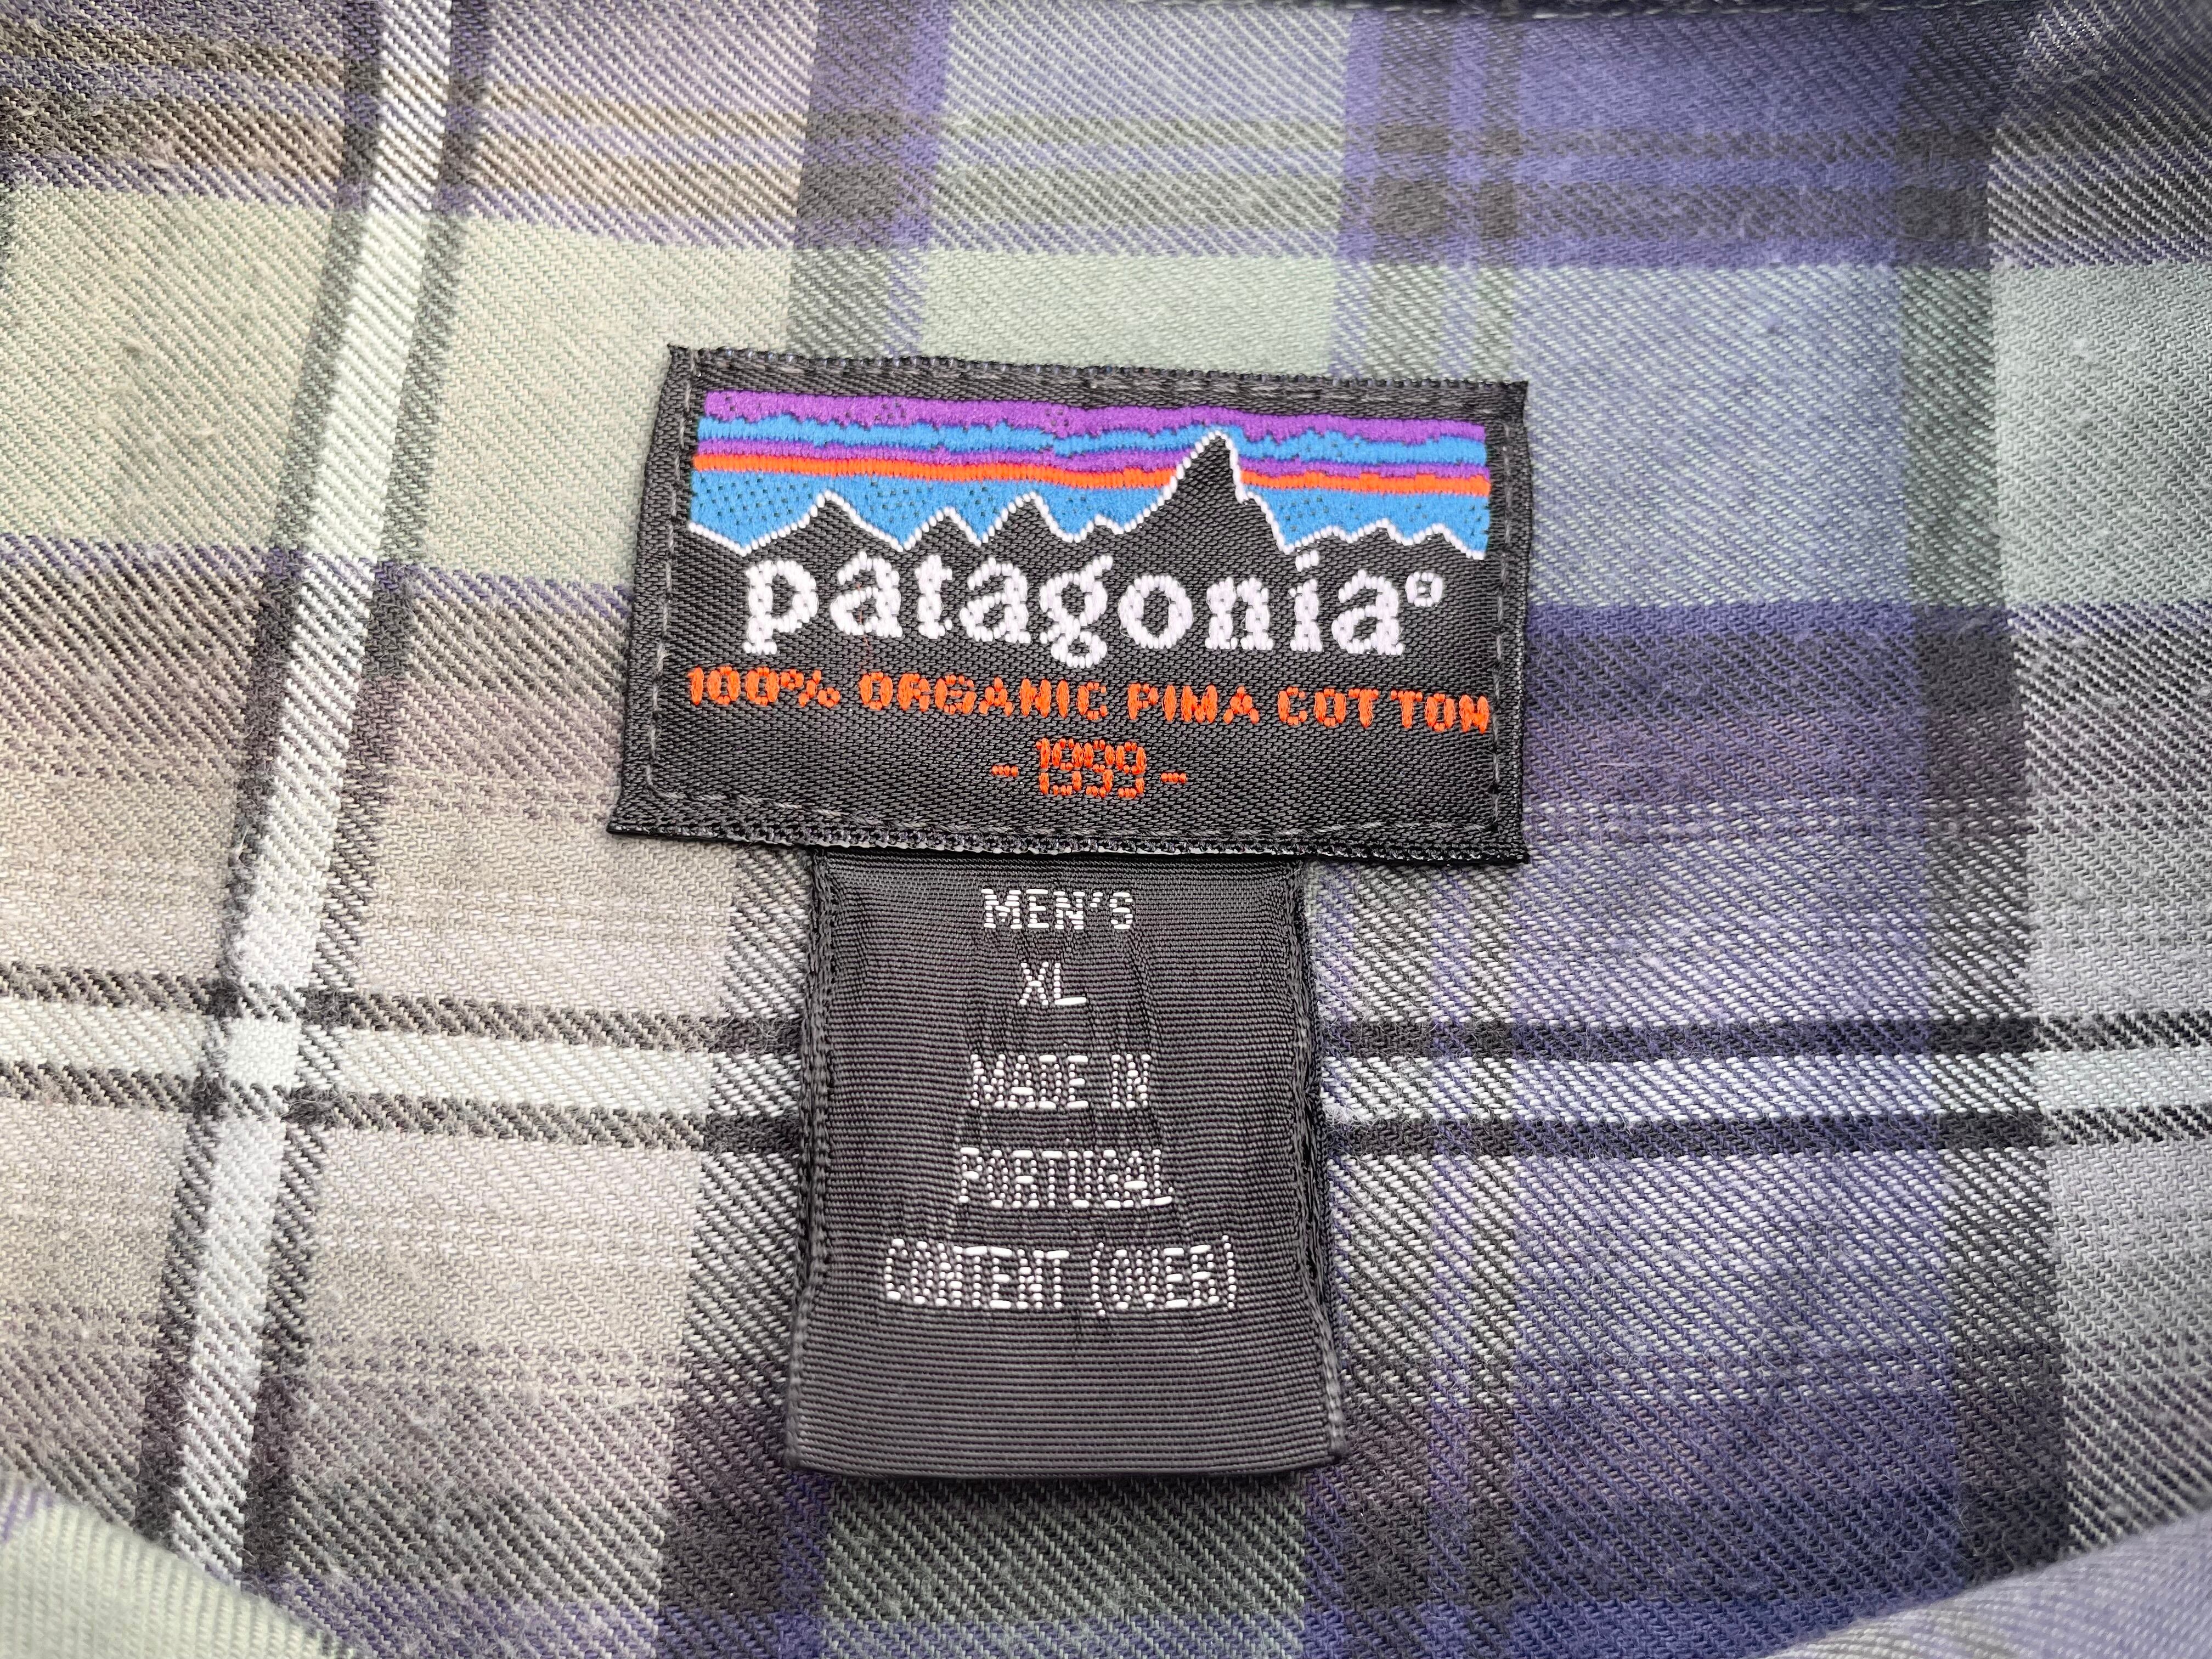 patagonia®
100% ORGANIC PIMA COTTON
- 1999 -
MEN'S
XL
MADE IN
PORTUGAL
CONTENT (OVER)